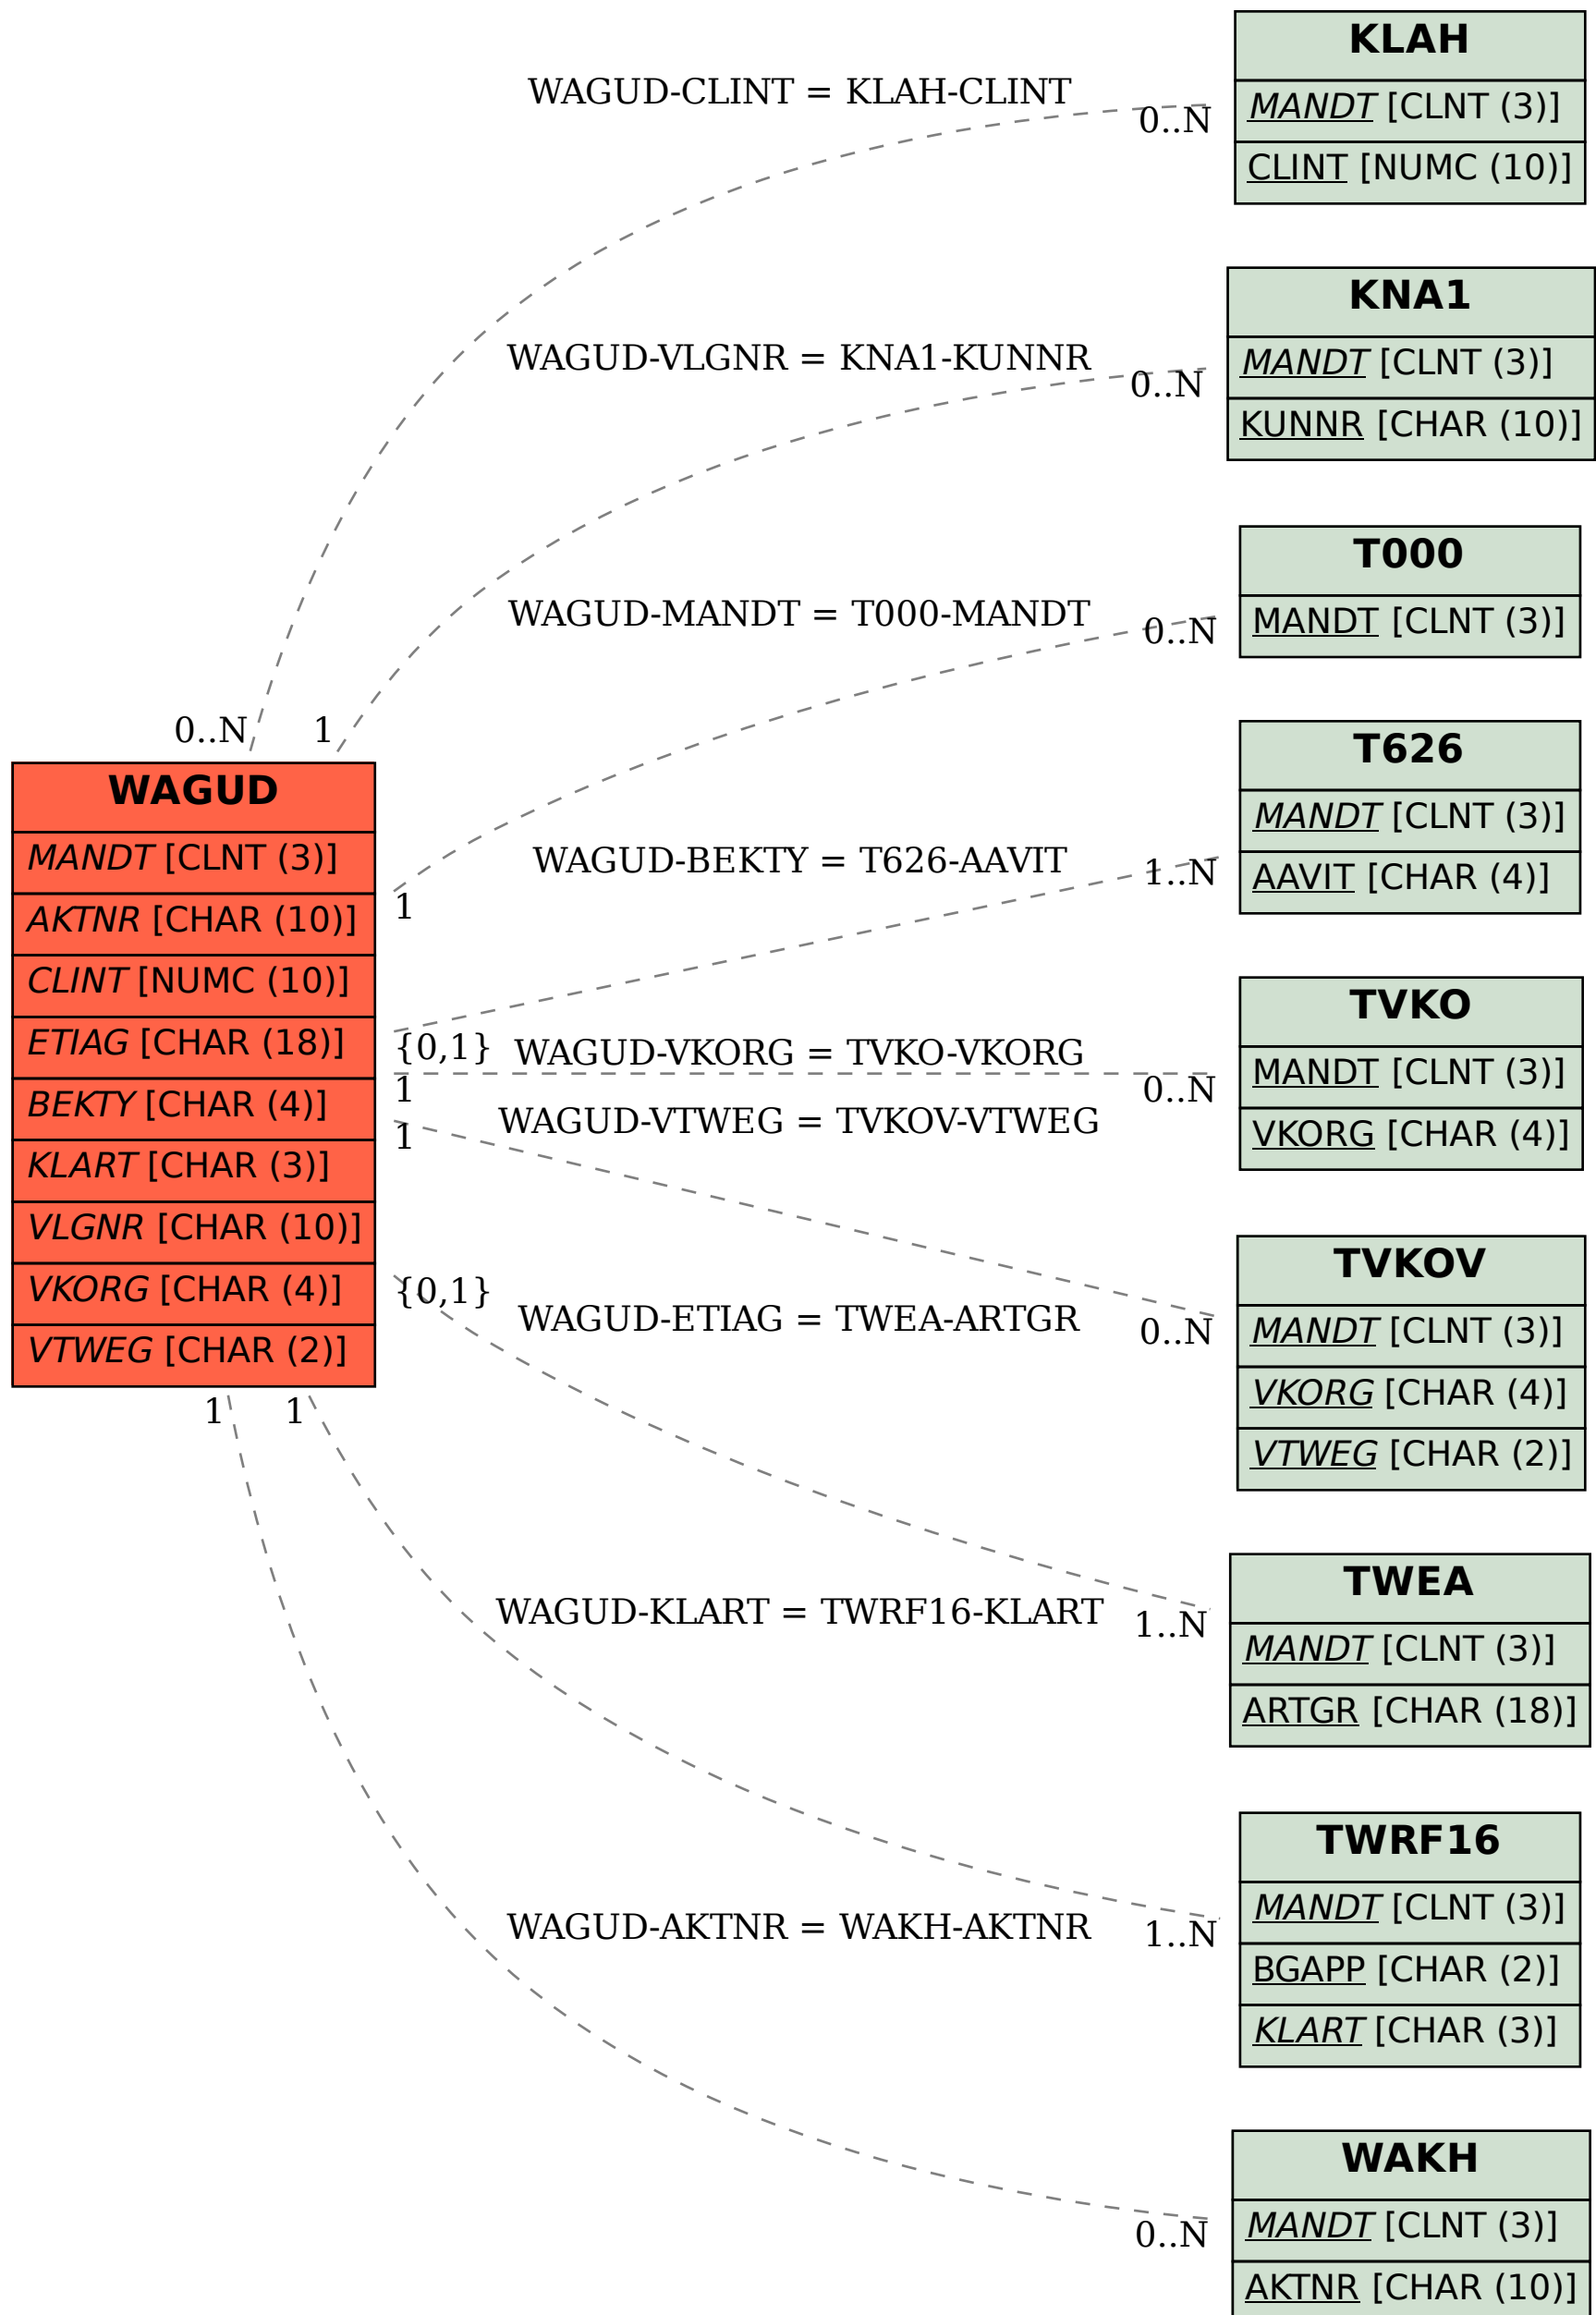 KLAH
MANDT [CLNT (3)]
CLINT [NUMC (10)]
WAGUD-CLINT = KLAH-CLINT
0..N
0..N
KNA1
MANDT [CLNT (3)]
KUNNR [CHAR (10)]
WAGUD-VLGNR = KNA1-KUNNR
0..N
1
T000
MANDT [CLNT (3)]
WAGUD-MANDT = T000-MANDT
0..N
1
T626
MANDT [CLNT (3)]
AAVIT [CHAR (4)]
WAGUD-BEKTY = T626-AAVIT
1..N
{0,1}
WAGUD
MANDT [CLNT (3)]
AKTNR [CHAR (10)]
CLINT [NUMC (10)]
ETIAG [CHAR (18)]
BEKTY [CHAR (4)]
KLART [CHAR (3)]
VLGNR [CHAR (10)]
VKORG [CHAR (4)]
VTWEG [CHAR (2)]
TVKO
MANDT [CLNT (3)]
VKORG [CHAR (4)]
WAGUD-VKORG = TVKO-VKORG
0..N
1
TVKOV
MANDT [CLNT (3)]
VKORG [CHAR (4)]
VTWEG [CHAR (2)]
WAGUD-VTWEG = TVKOV-VTWEG
0..N
1
TWEA
MANDT [CLNT (3)]
ARTGR [CHAR (18)]
WAGUD-ETIAG = TWEA-ARTGR
1..N
{0,1}
TWRF16
MANDT [CLNT (3)]
BGAPP [CHAR (2)]
KLART [CHAR (3)]
WAGUD-KLART = TWRF16-KLART
1..N
1
WAKH
MANDT [CLNT (3)]
AKTNR [CHAR (10)]
WAGUD-AKTNR = WAKH-AKTNR
0..N
1